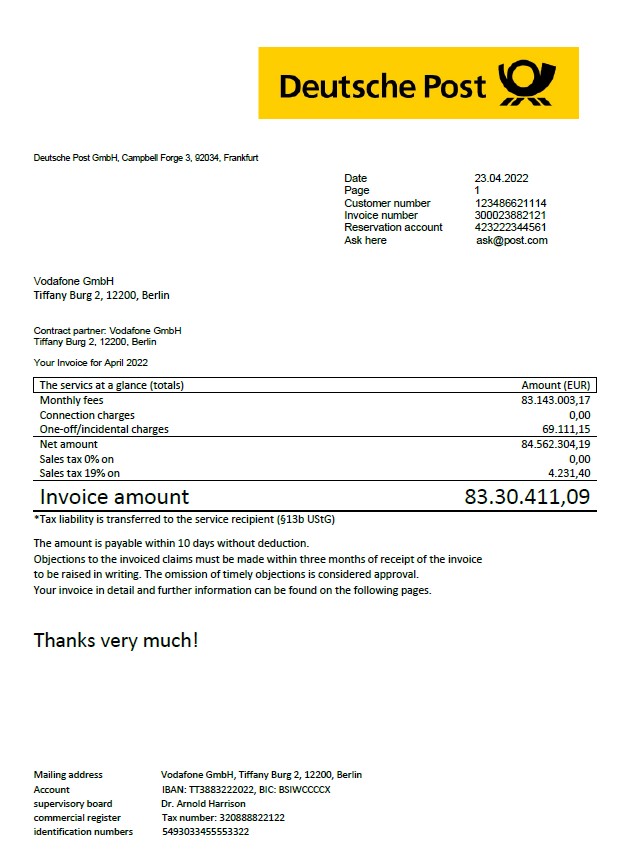 Deutsche Post
Deutsche Post GmbH, Campbell Forge 3, 92034, Frankfurt
Date 23.04.2022
Page 1
Customer number 123486621114
Invoice number 300023882121
Reservation account 423222344561
Ask here ask@post.com
Vodafone GmbH
Tiffany Burg 2, 12200, Berlin
Contract partner: Vodafone GmbH
Tiffany Burg 2, 12200, Berlin
Your Invoice for April 2022
The servics at a glance (totals) Amount (EUR)
Monthly fees 83.143.003,17
Connection charges 0,00
One-off/incidental charges 69.111,15
Net amount 84.562.304,19
Sales tax 0% on 0,00
Sales tax 19% on 4.231,40
Invoice amount 83.30.411,09
*Tax liability is transferred to the service recipient (§13b UStG)
The amount is payable within 10 days without deduction.
Objections to the invoiced claims must be made within three months of receipt of the invoice
to be raised in writing. The omission of timely objections is considered approval.
Your invoice in detail and further information can be found on the following pages.
Thanks very much!
Mailing address Vodafone GmbH, Tiffany Burg 2, 12200, Berlin
Account IBAN: TT3883222022, BIC: BSIWCCCCX
supervisory board Dr. Arnold Harrison
commercial register Tax number: 320888822122
identification numbers 5493033455553322